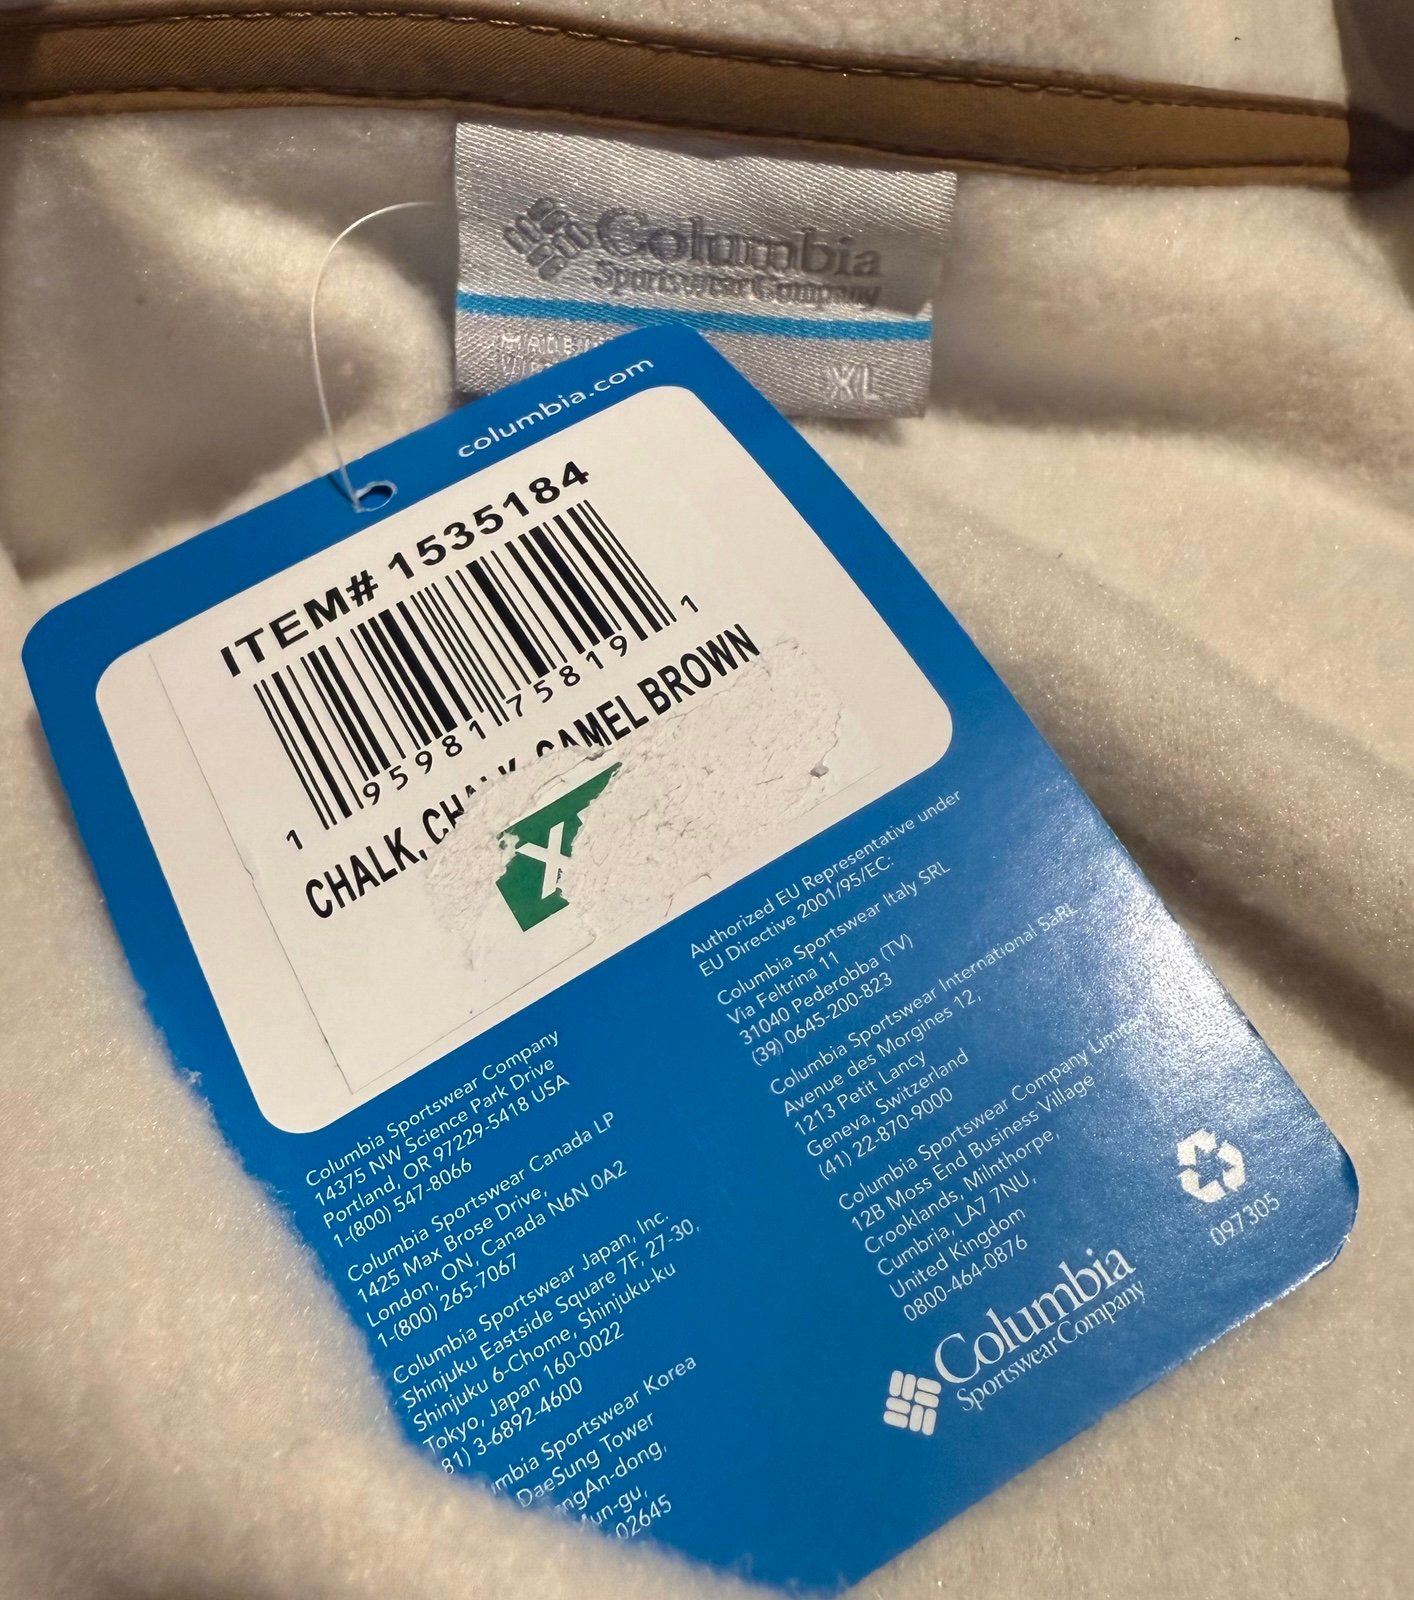 Columbia
Sportswear Company
XL
columbia.com
ITEM# 1535184
1 95981 75819 1
CHALK, CAMEL BROWN
X
Columbia Sportswear Company
14375 NW Science Park Drive
Portland, OR 97229-5418 USA
1-(800) 547-8066
Columbia Sportswear Canada LP
1425 Max Brose Drive,
London, ON, Canada N6N 0A2
1-(800) 265-7067
Columbia Sportswear Japan, Inc.
Shinjuku Eastside Square 7F, 27-30,
Shinjuku 6-Chome, Shinjuku-ku
Tokyo, Japan 160-0022
81) 3-6892-4600
Sportswear Korea
DaeSung Tower
02645
Authorized EU Representative under
EU Directive 2001/95/EC:
Columbia Sportswear Italy SRL
Via Feltrina 11
31040 Pederobba (TV)
(39) 0645-200-823
Columbia Sportswear International SaRL
Avenue des Morgines 12,
1213 Petit Lancy
Geneva, Switzerland
(41) 22-870-9000
Columbia Sportswear Company Limited
12B Moss End Business Village
Crooklands, Milnthorpe,
Cumbria, LA7 7NU,
United Kingdom
0800-464-0876
097305
Columbia
Sportswear Company